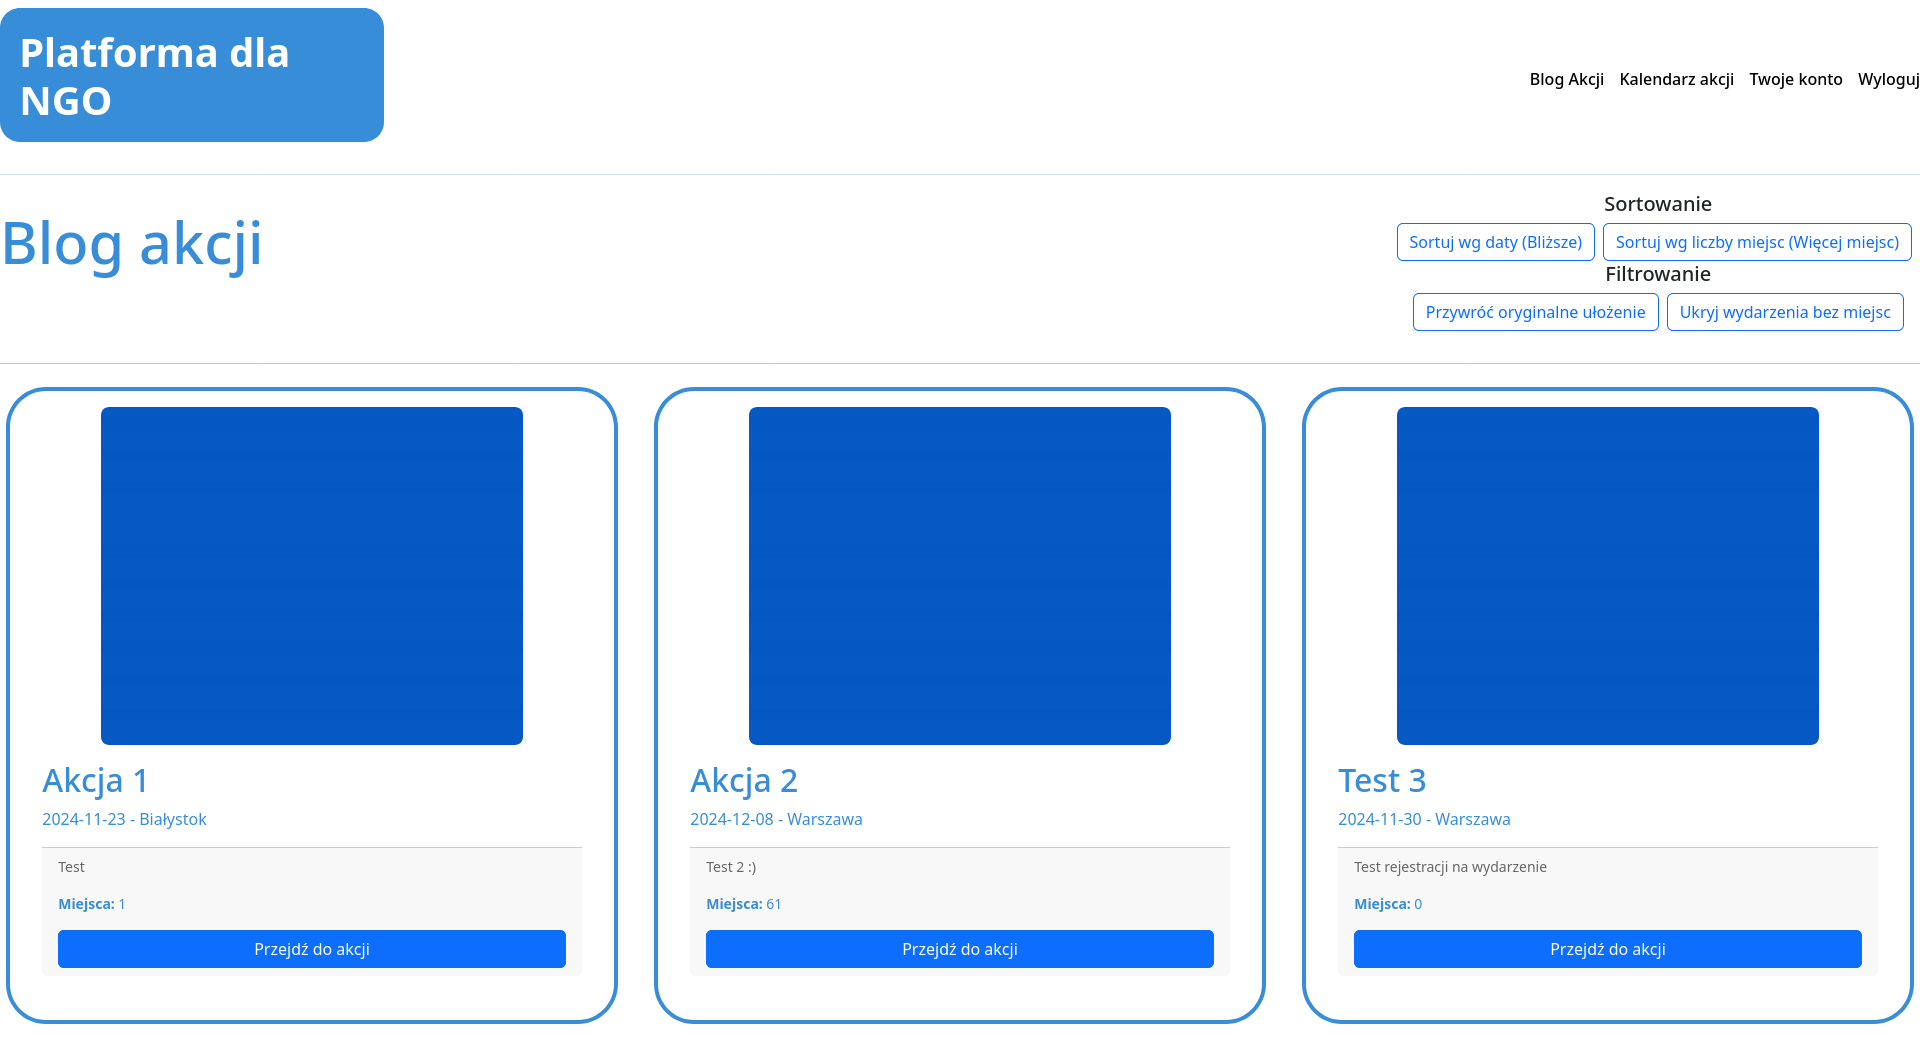 Platforma dla
NGO
Blog Akcji Kalendarz akcji Twoje konto Wyloguj
Blog akcji
Sortowanie
Sortuj wg daty (Bliższe) Sortuj wg liczby miejsc (Więcej miejsc)
Filtrowanie
Przywróć oryginalne ułożenie Ukryj wydarzenia bez miejsc
Akcja 1
2024-11-23 - Białystok
Test
Miejsca: 1
Przejdź do akcji
Akcja 2
2024-12-08 - Warszawa
Test 2 :)
Miejsca: 61
Przejdź do akcji
Test 3
2024-11-30 - Warszawa
Test rejestracji na wydarzenie
Miejsca: 0
Przejdź do akcji